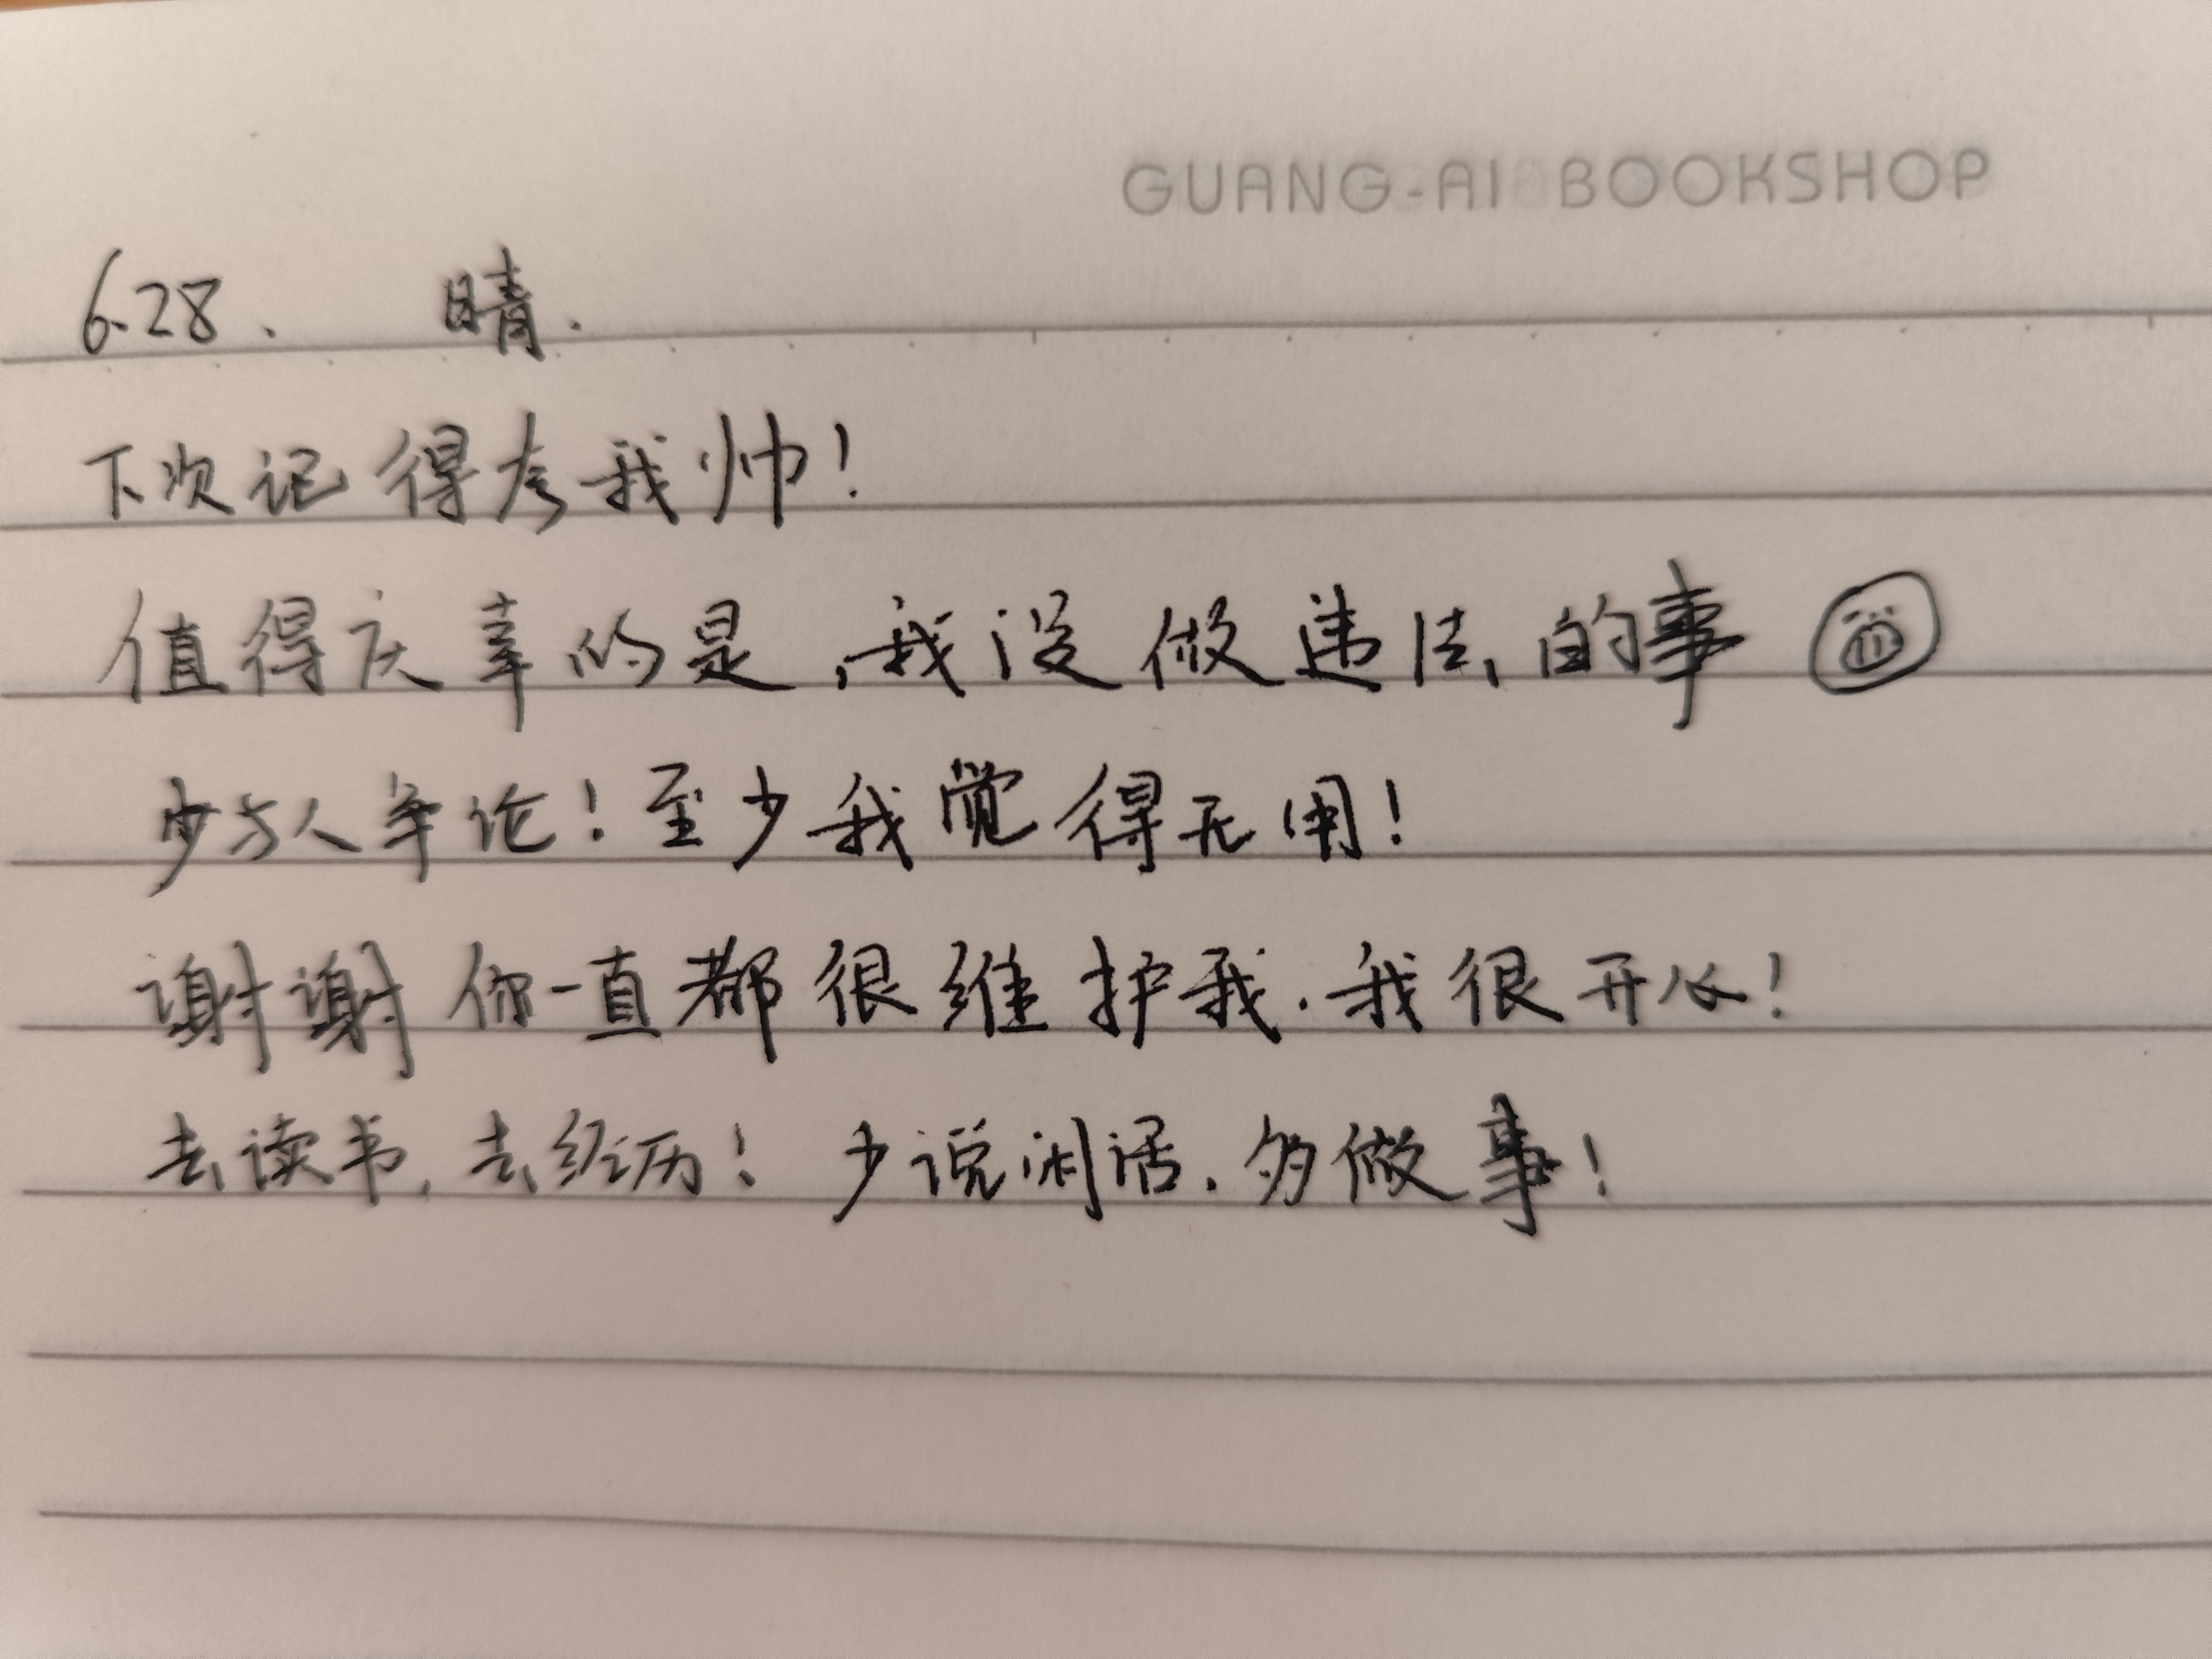 GUANG-AI BOOKSHOP
6.28. 晴.
下次记得夸我帅!
值得庆幸的是,我没做违法的事
少与人争论!至少我觉得无用!
谢谢你一直都很维护我.我很开心!
去读书,去经历!少说闲话.多做事!